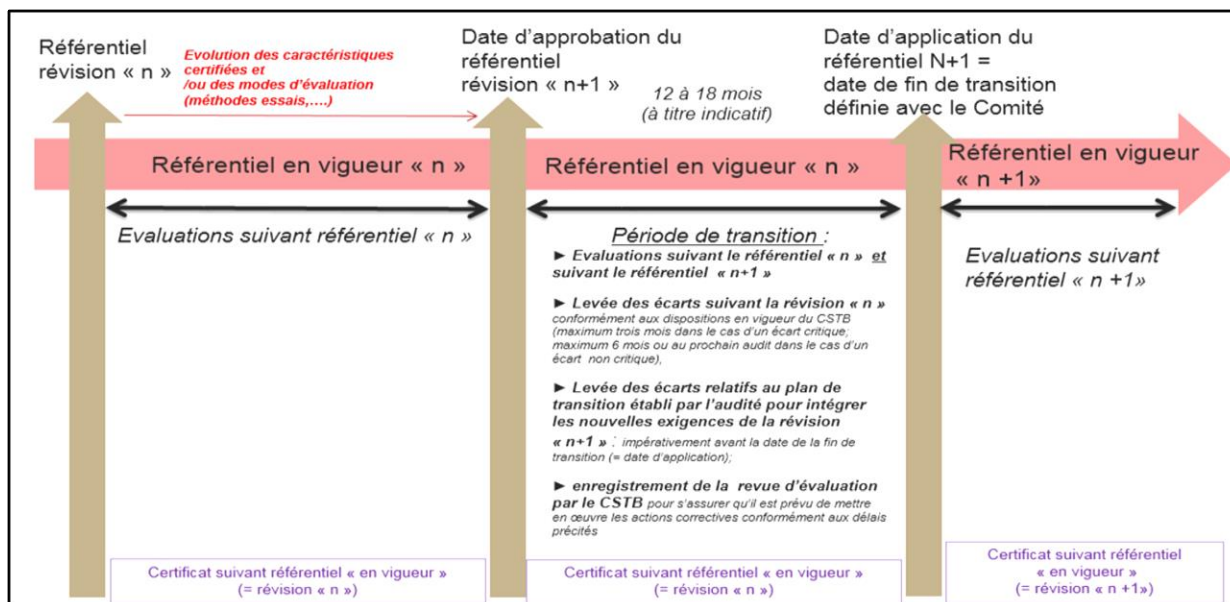 Référentiel
révision « n »
Evolution des caractéristiques
certifiées et
/ou des modes d'évaluation
(méthodes essais,....)
Date d'approbation du
référentiel
révision « n+1 »
12 à 18 mois
(à titre indicatif)
Date d'application du
référentiel N+1 =
date de fin de transition
définie avec le Comité
Référentiel en vigueur « n »
Référentiel en vigueur « n »
Référentiel en vigueur
« n +1»
Evaluations suivant référentiel « n »
Période de transition :
► Evaluations suivant le référentiel « n » et
suivant le référentiel « n+1 »
► Levée des écarts suivant la révision « n »
conformément aux dispositions en vigueur du CSTB
(maximum trois mois dans le cas d'un écart critique;
maximum 6 mois ou au prochain audit dans le cas d'un
écart non critique),
► Levée des écarts relatifs au plan de
transition établi par l'audité pour intégrer
les nouvelles exigences de la révision
« n+1 » : impérativement avant la date de la fin de
transition (= date d'application);
► enregistrement de la revue d'évaluation
par le CSTB pour s'assurer qu'il est prévu de mettre
en œuvre les actions correctives conformément aux délais
précités
Evaluations suivant
référentiel « n +1»
Certificat suivant référentiel « en vigueur »
(= révision « n »)
Certificat suivant référentiel « en vigueur »
(= révision « n »)
Certificat suivant référentiel
« en vigueur »
(= révision « n +1»)